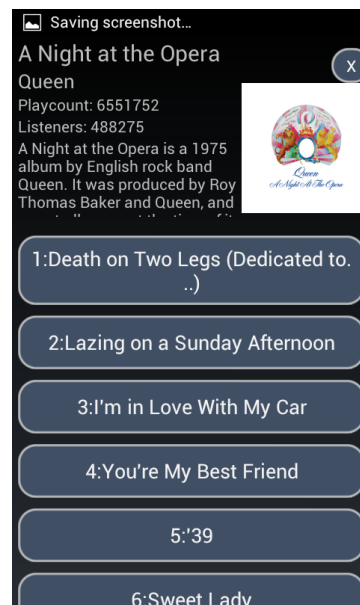 Saving screenshot...
A Night at the Opera
X
Queen
Playcount: 6551752
Listeners: 488275
A Night at the Opera is a 1975
album by English rock band
Queen. It was produced by Roy
Thomas Baker and Queen, and
Queen
A Night At The Opera
1:Death on Two Legs (Dedicated to.
..)
2:Lazing on a Sunday Afternoon
3:I'm in Love With My Car
4:You're My Best Friend
5:'39
6:Sweet Lady